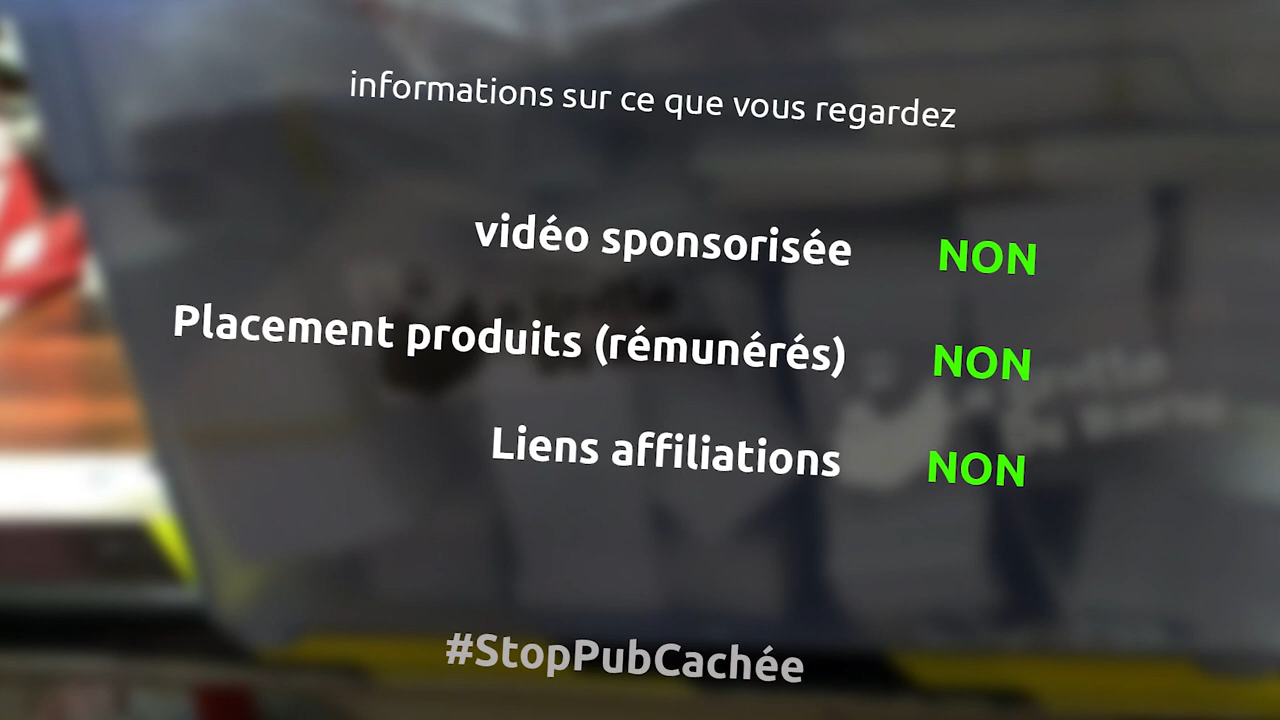 informations sur ce que vous regardez
vidéo sponsorisée NON
Placement produits (rémunérés) NON
Liens affiliations NON
#StopPubCachée